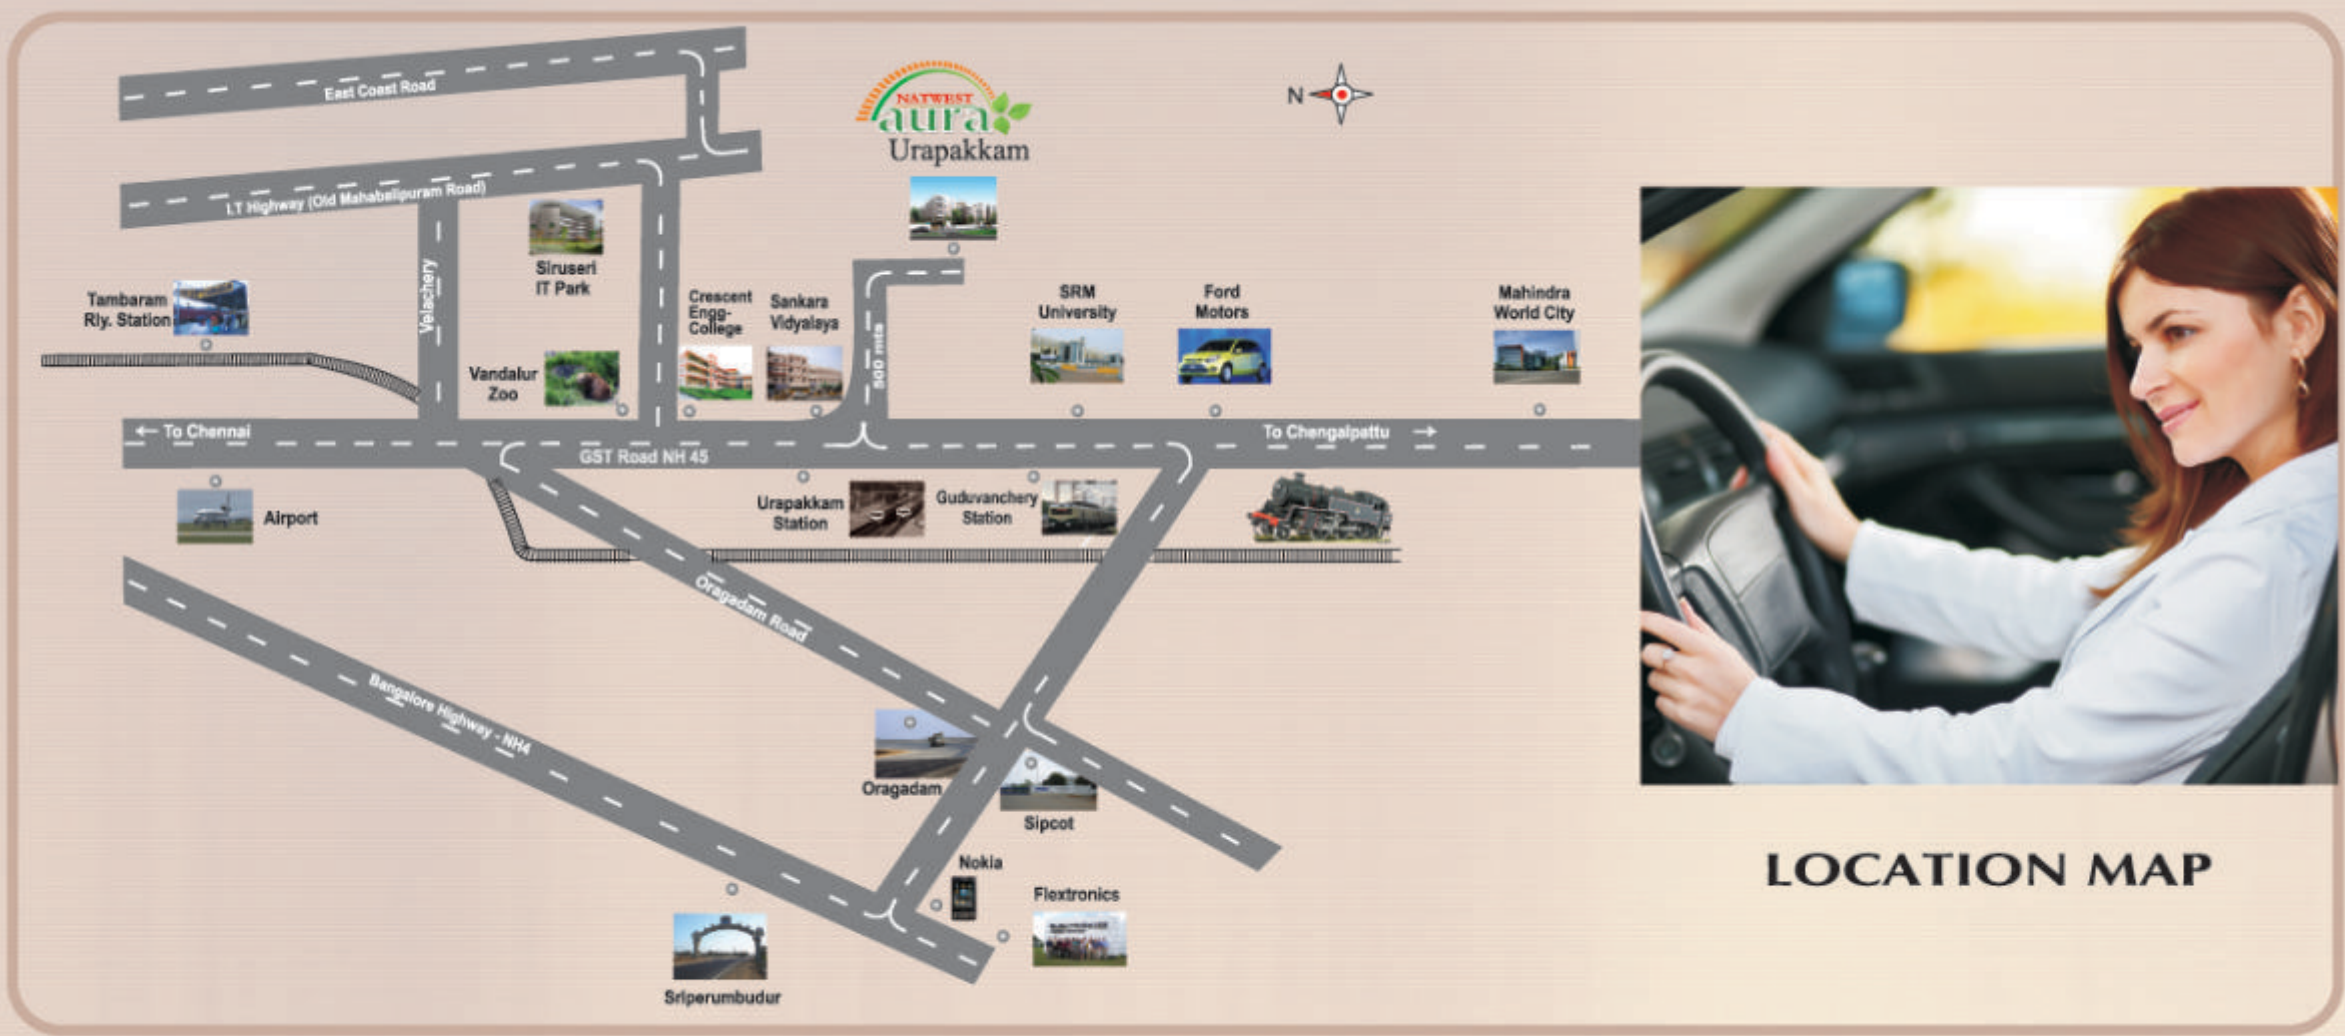 East Coast Road
NATWEST
aura
Urapakkam
N
I.T Highway (Old Mahabalipuram Road)
Velachery
Siruseri
IT Park
Tambaram
Rly. Station
Crescent
Engg-
College
Sankara
Vidyalaya
500 mts
SRM
University
Ford
Motors
Mahindra
World City
Vandalur
Zoo
← To Chennai
GST Road NH 45
To Chengalpattu →
Airport
Urapakkam
Station
Guduvanchery
Station
Oragadam Road
Bangalore Highway - NH4
Oragadam
Sipcot
Nokia
Flextronics
Sriperumbudur
LOCATION MAP